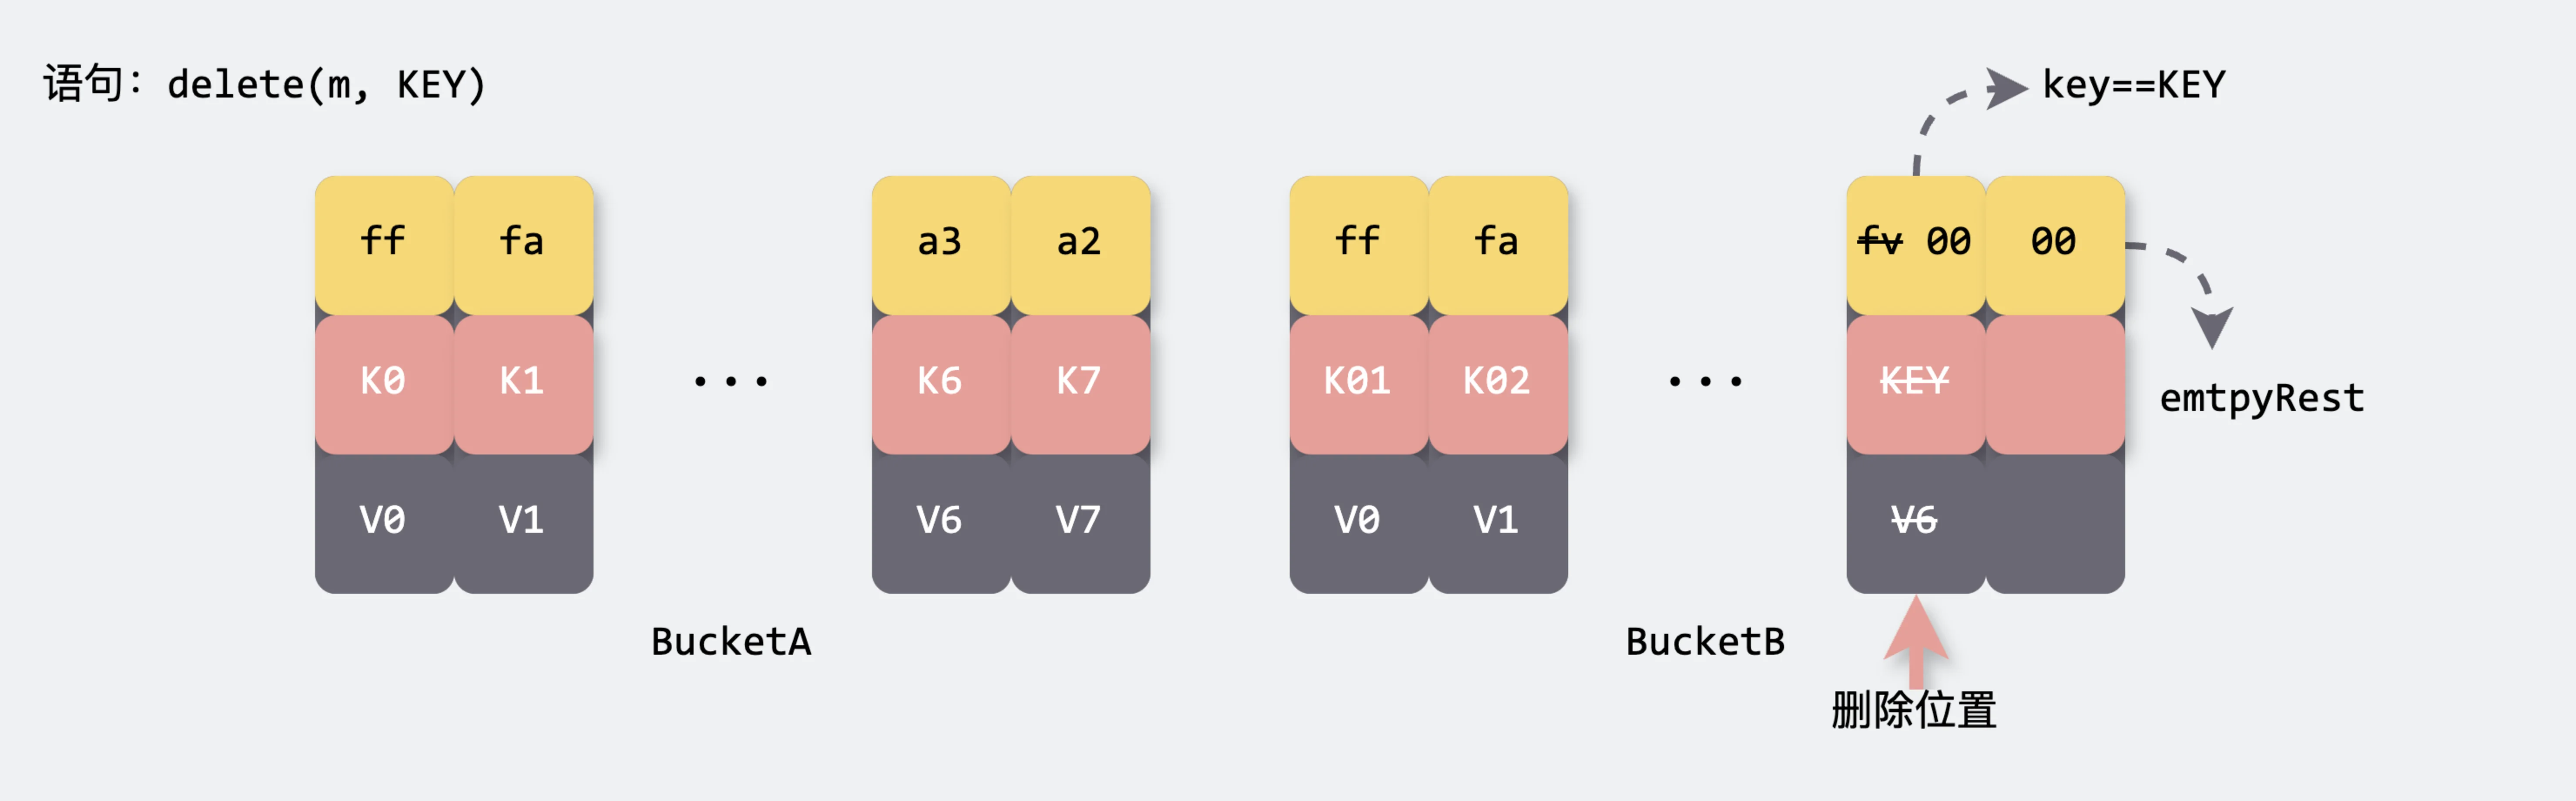 语句：delete(m, KEY)
key==KEY
ff fa a3 a2 ff fa fv 00 00
K0 K1 ... K6 K7 K01 K02 ... KEY
emtpyRest
V0 V1 V6 V7 V0 V1 V6
BucketA BucketB
删除位置